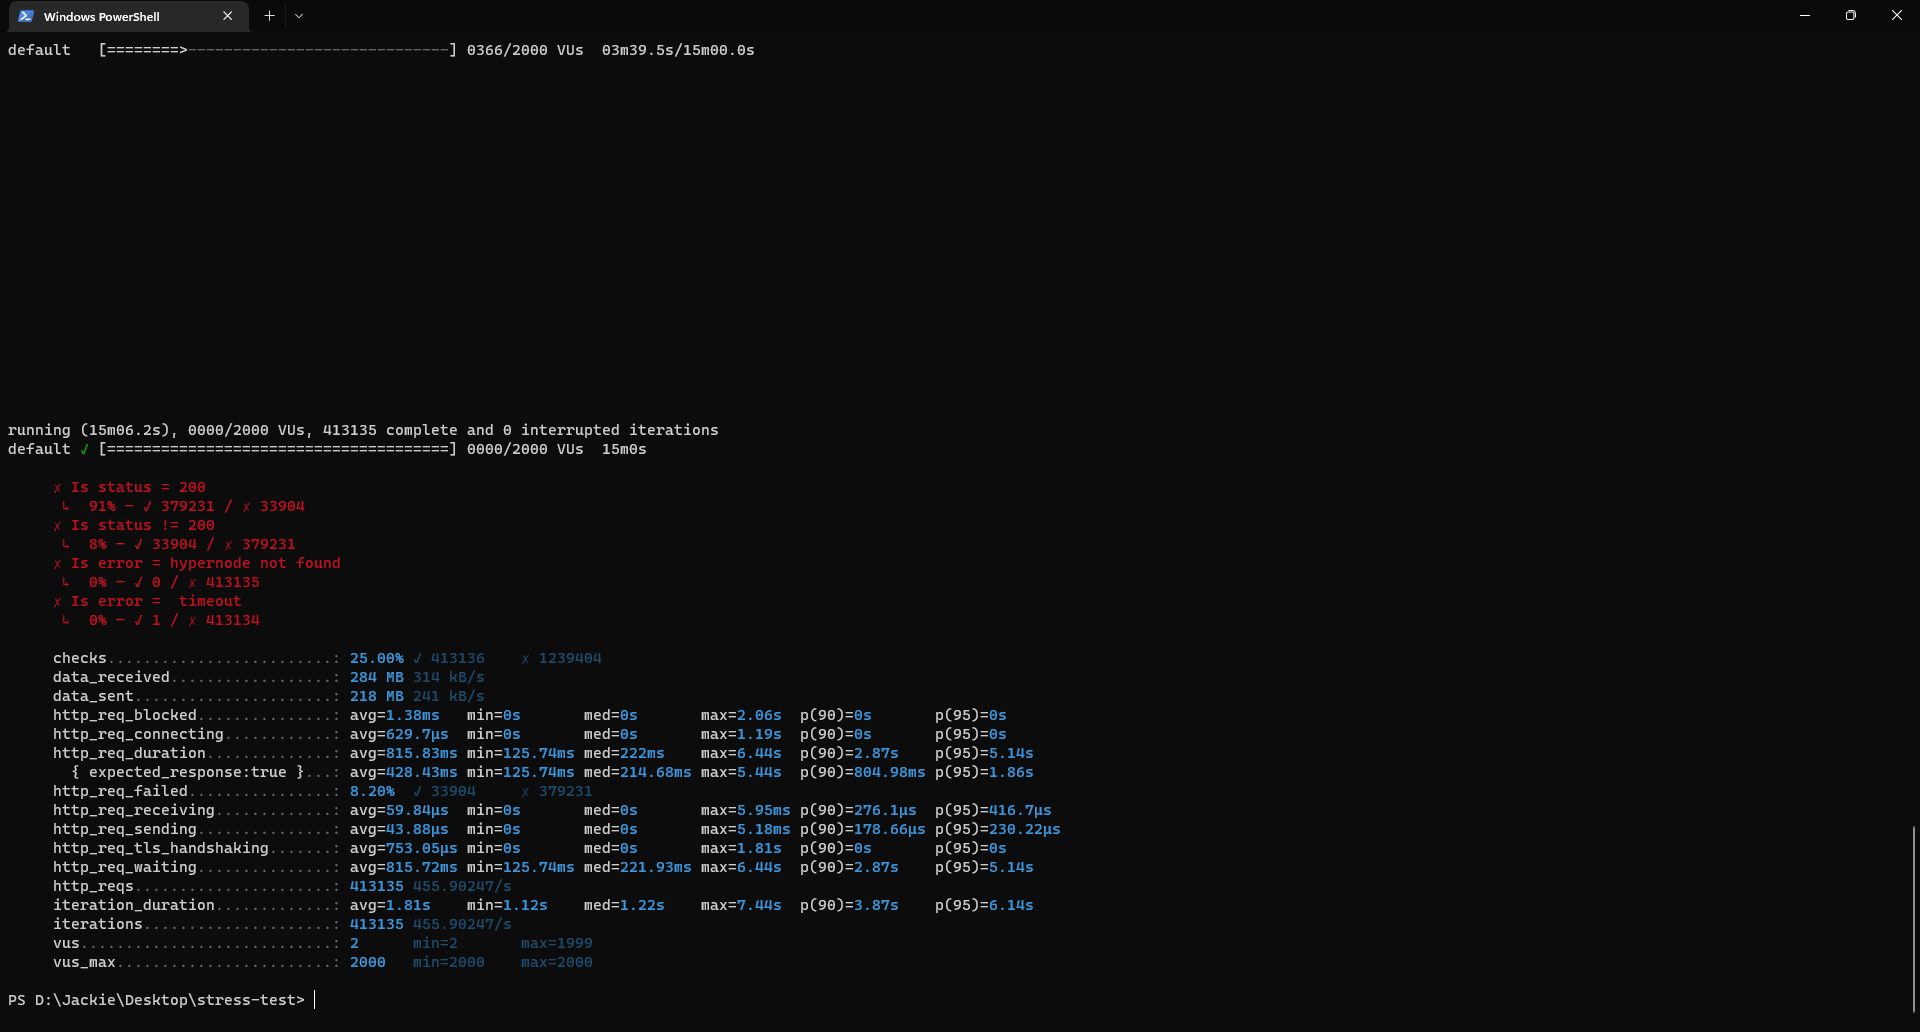 Windows PowerShell
default   [========>-----------------------------] 0366/2000 VUs  03m39.5s/15m00.0s
running (15m06.2s), 0000/2000 VUs, 413135 complete and 0 interrupted iterations
default ✓ [======================================] 0000/2000 VUs  15m0s
✗ Is status = 200
↳  91% — ✓ 379231 / ✗ 33904
✗ Is status != 200
↳  8% — ✓ 33904 / ✗ 379231
✗ Is error = hypernode not found
↳  0% — ✓ 0 / ✗ 413135
✗ Is error =  timeout
↳  0% — ✓ 1 / ✗ 413134
checks.........................: 25.00% ✓ 413136    ✗ 1239404
data_received..................: 284 MB 314 kB/s
data_sent......................: 218 MB 241 kB/s
http_req_blocked...............: avg=1.38ms   min=0s       med=0s       max=2.06s  p(90)=0s       p(95)=0s
http_req_connecting............: avg=629.7µs  min=0s       med=0s       max=1.19s  p(90)=0s       p(95)=0s
http_req_duration..............: avg=815.83ms min=125.74ms med=222ms    max=6.44s  p(90)=2.87s    p(95)=5.14s
{ expected_response:true }...: avg=428.43ms min=125.74ms med=214.68ms max=5.44s  p(90)=804.98ms p(95)=1.86s
http_req_failed................: 8.20%  ✓ 33904     ✗ 379231
http_req_receiving.............: avg=59.84µs  min=0s       med=0s       max=5.95ms p(90)=276.1µs  p(95)=416.7µs
http_req_sending...............: avg=43.88µs  min=0s       med=0s       max=5.18ms p(90)=178.66µs p(95)=230.22µs
http_req_tls_handshaking.......: avg=753.05µs min=0s       med=0s       max=1.81s  p(90)=0s       p(95)=0s
http_req_waiting...............: avg=815.72ms min=125.74ms med=221.93ms max=6.44s  p(90)=2.87s    p(95)=5.14s
http_reqs......................: 413135 455.90247/s
iteration_duration.............: avg=1.81s    min=1.12s    med=1.22s    max=7.44s  p(90)=3.87s    p(95)=6.14s
iterations.....................: 413135 455.90247/s
vus............................: 2      min=2       max=1999
vus_max........................: 2000   min=2000    max=2000
PS D:\Jackie\Desktop\stress-test>